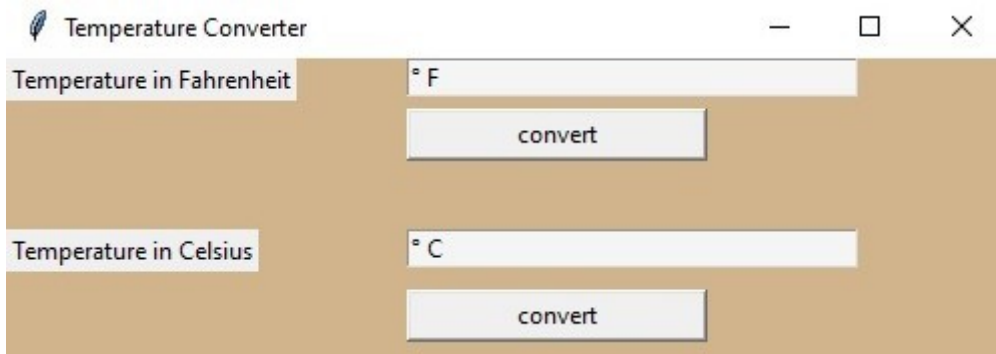 Temperature Converter
Temperature in Fahrenheit
° F
convert
Temperature in Celsius
° C
convert